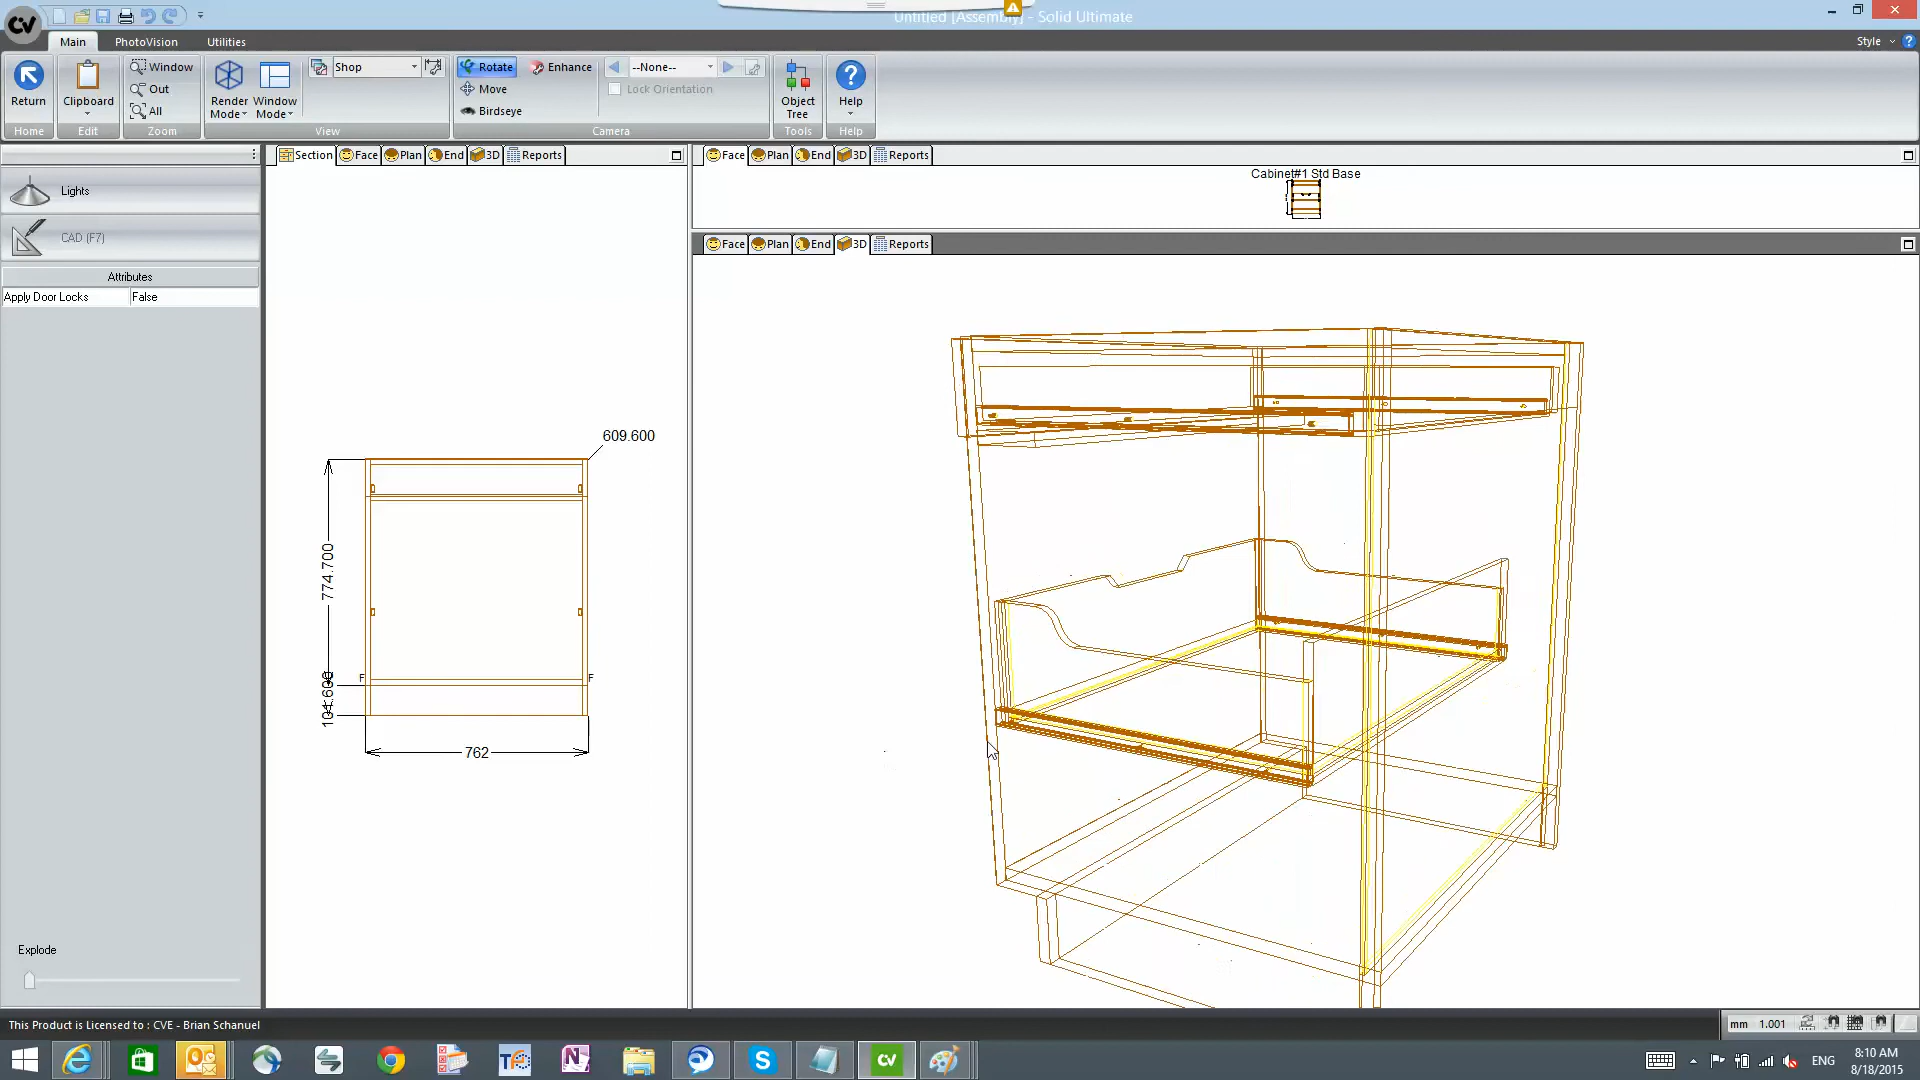 CV
Untitled [Assembly] - Solid Ultimate
Main
PhotoVision
Utilities
Style
Return
Home
Clipboard
Edit
Window
Out
All
Zoom
Render
Mode
Window
Mode
Shop
View
Rotate
Move
Birdseye
Enhance
--None--
Lock Orientation
Camera
Object
Tree
Tools
Help
Help
Lights
CAD (F7)
Attributes
Apply Door Locks False
Section Face Plan End 3D Reports
Face Plan End 3D Reports
Cabinet#1 Std Base
Face Plan End 3D Reports
609.600
774.700
101.600
F F
762
Explode
This Product is Licensed to : CVE - Brian Schanuel
mm 1.001
ENG
8:10 AM
8/18/2015